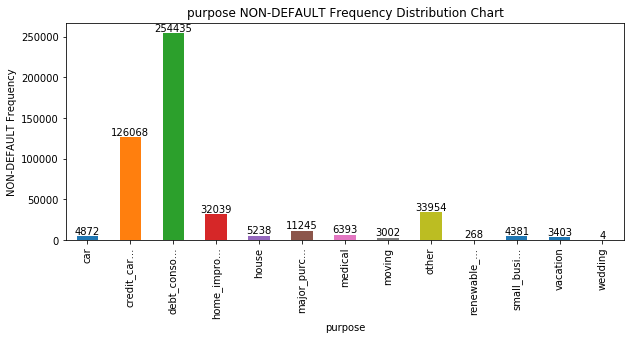 purpose NON-DEFAULT Frequency Distribution Chart
NON-DEFAULT Frequency
250000
200000
150000
100000
50000
0
4872
126068
254435
32039
5238
11245
6393
3002
33954
268
4381
3403
4
car
credit_car...
debt_conso...
home_impro...
house
major_purc...
medical
moving
other
renewable_...
small_busi...
vacation
wedding
purpose